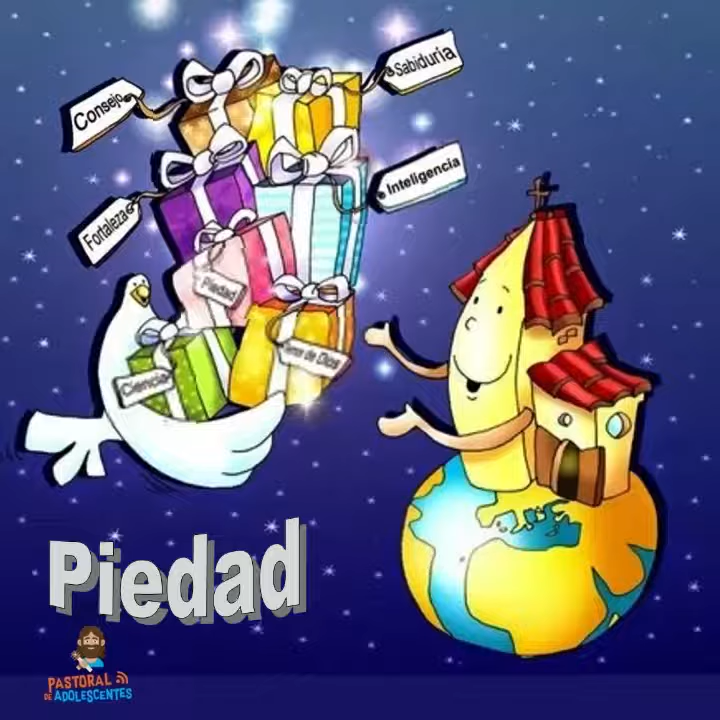 Consejo
Sabiduría
Inteligencia
Fortaleza
Piedad
Temor de Dios
Ciencia
Piedad
PASTORAL
DE ADOLESCENTES